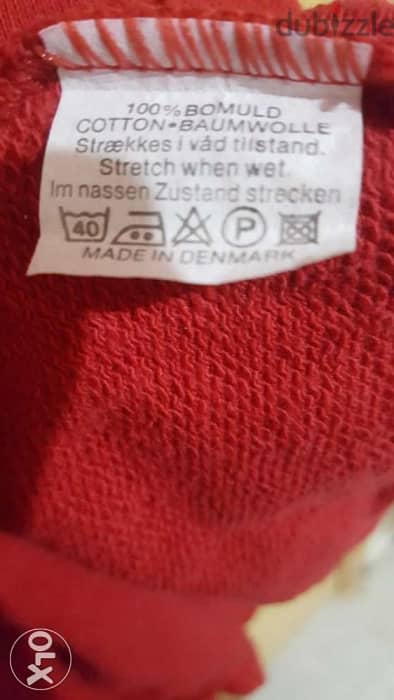 dubizzle
100% BOMULD
COTTON•BAUMWOLLE
Strækkes i våd tilstand.
Stretch when wet.
Im nassen Zustand strecken
40 P
MADE IN DENMARK
OLX